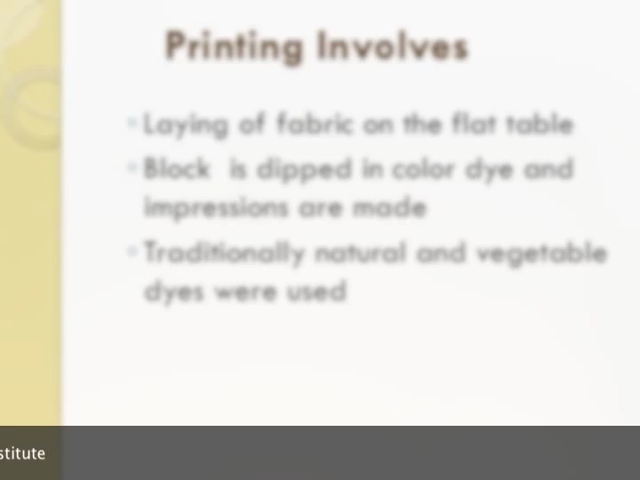 Printing Involves
Laying of fabric on the flat table
Block is dipped in color dye and
impressions are made
Traditionally natural and vegetable
dyes were used
stitute